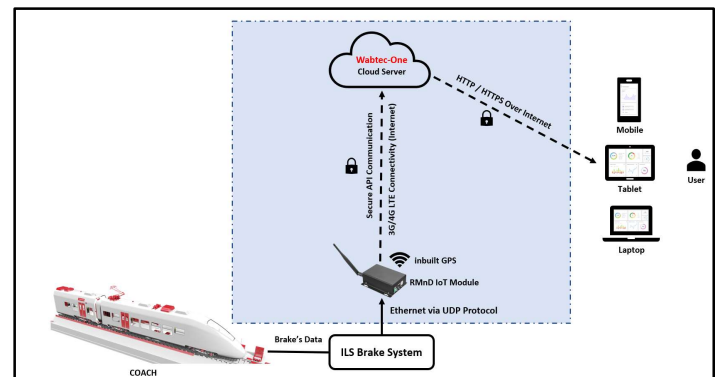 Wabtec-One
Cloud Server
HTTP / HTTPS Over Internet
Secure API Communication
3G/4G LTE Connectivity (Internet)
Mobile
Tablet
User
Laptop
inbuilt GPS
RMnD IoT Module
Ethernet via UDP Protocol
Brake's Data
ILS Brake System
COACH